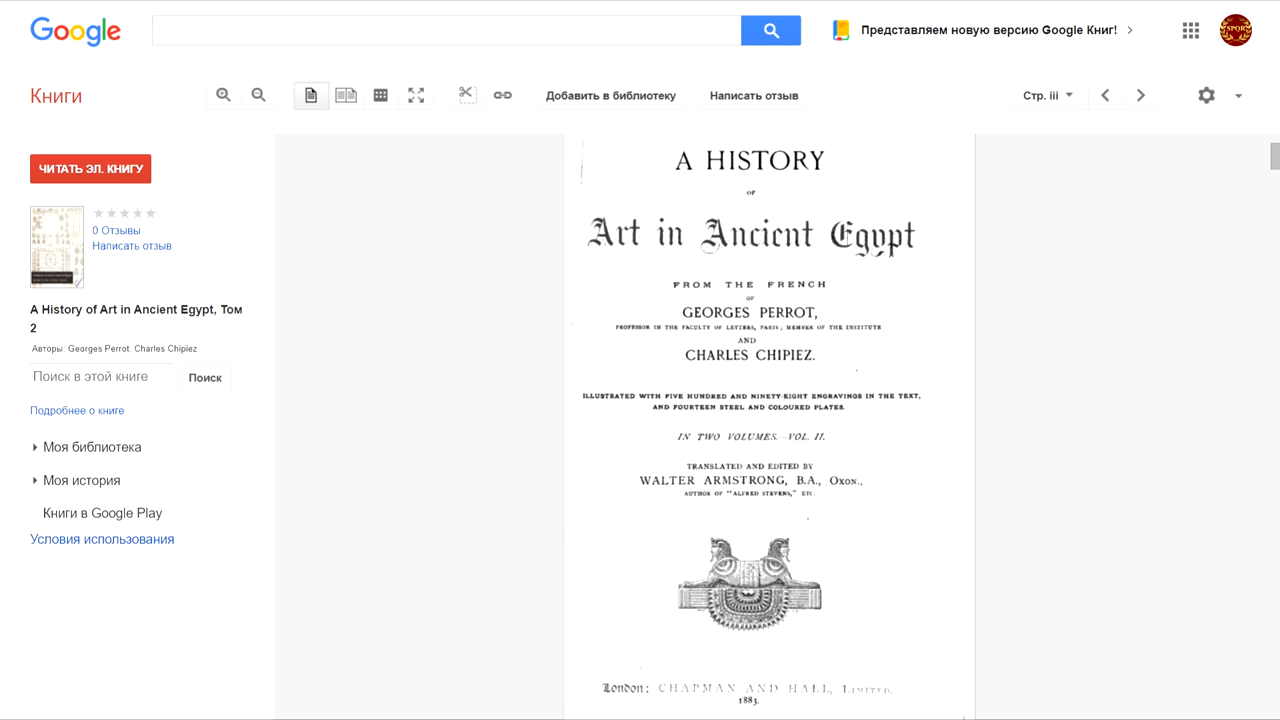 Google
Представляем новую версию Google Книг!
SPQR
Книги
Добавить в библиотеку
Написать отзыв
Стр. iii
ЧИТАТЬ ЭЛ. КНИГУ
0 Отзывы
Написать отзыв
A History of Art in Ancient Egypt, Том
2
Авторы: Georges Perrot, Charles Chipiez
Поиск в этой книге
Поиск
Подробнее о книге
Моя библиотека
Моя история
Книги в Google Play
Условия использования
A HISTORY
OF
Art in Ancient Egypt
FROM THE FRENCH
OF
GEORGES PERROT,
PROFESSOR IN THE FACULTY OF LETTERS, PARIS; MEMBER OF THE INSTITUTE
AND
CHARLES CHIPIEZ.
ILLUSTRATED WITH FIVE HUNDRED AND NINETY-EIGHT ENGRAVINGS IN THE TEXT,
AND FOURTEEN STEEL AND COLOURED PLATES.
IN TWO VOLUMES.—VOL. II.
TRANSLATED AND EDITED BY
WALTER ARMSTRONG, B.A., Oxon.,
AUTHOR OF "ALFRED STEVENS," ETC.
London: CHAPMAN AND HALL, LIMITED.
1883.